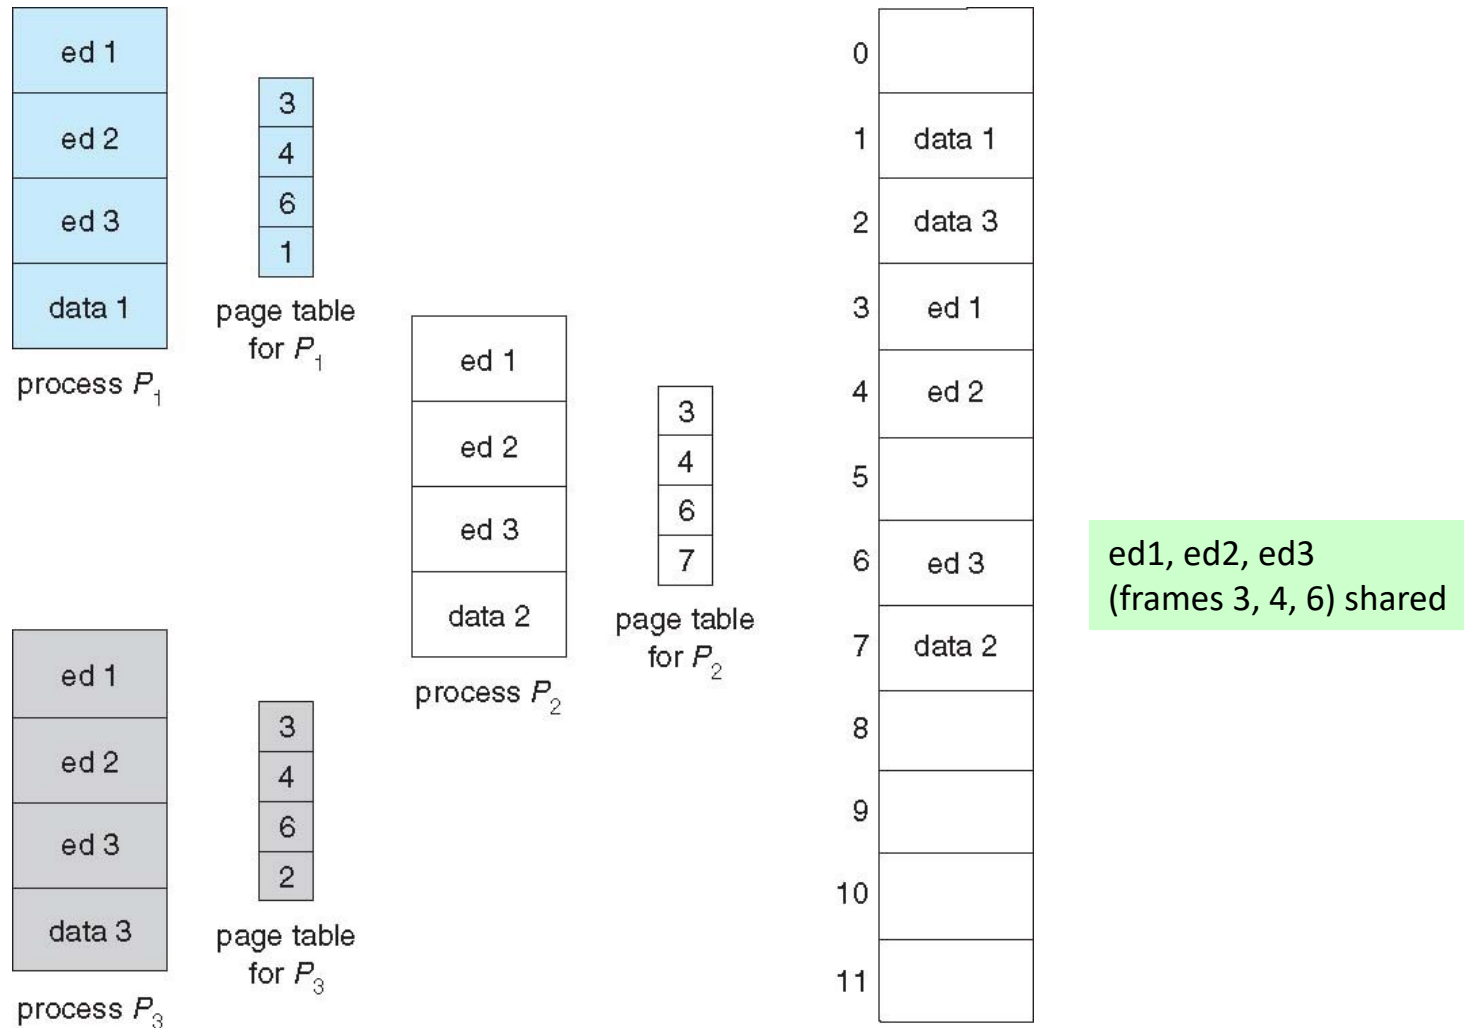 ed 1
ed 2
ed 3
data 1
process P1
3
4
6
1
page table
for P1
ed 1
ed 2
ed 3
data 2
process P2
3
4
6
7
page table
for P2
ed 1
ed 2
ed 3
data 3
process P3
3
4
6
2
page table
for P3
0
1 data 1
2 data 3
3 ed 1
4 ed 2
5
6 ed 3
7 data 2
8
9
10
11
ed1, ed2, ed3
(frames 3, 4, 6) shared